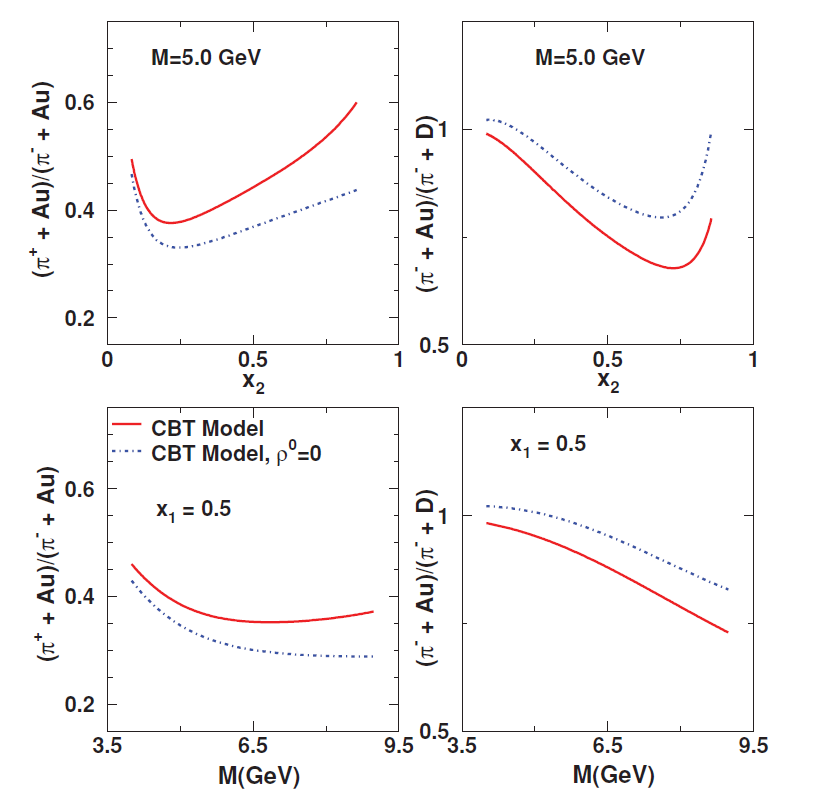 M=5.0 GeV
(π⁺ + Au)/(π⁻ + Au)
0.6
0.4
0.2
0
0.5
1
x₂
M=5.0 GeV
(π⁻ + Au)/(π⁻ + D)
1
0.5
0
0.5
1
x₂
CBT Model
CBT Model, ρ⁰=0
x₁ = 0.5
(π⁺ + Au)/(π⁻ + Au)
0.6
0.4
0.2
3.5
6.5
9.5
M(GeV)
x₁ = 0.5
(π⁻ + Au)/(π⁻ + D)
1
0.5
3.5
6.5
9.5
M(GeV)